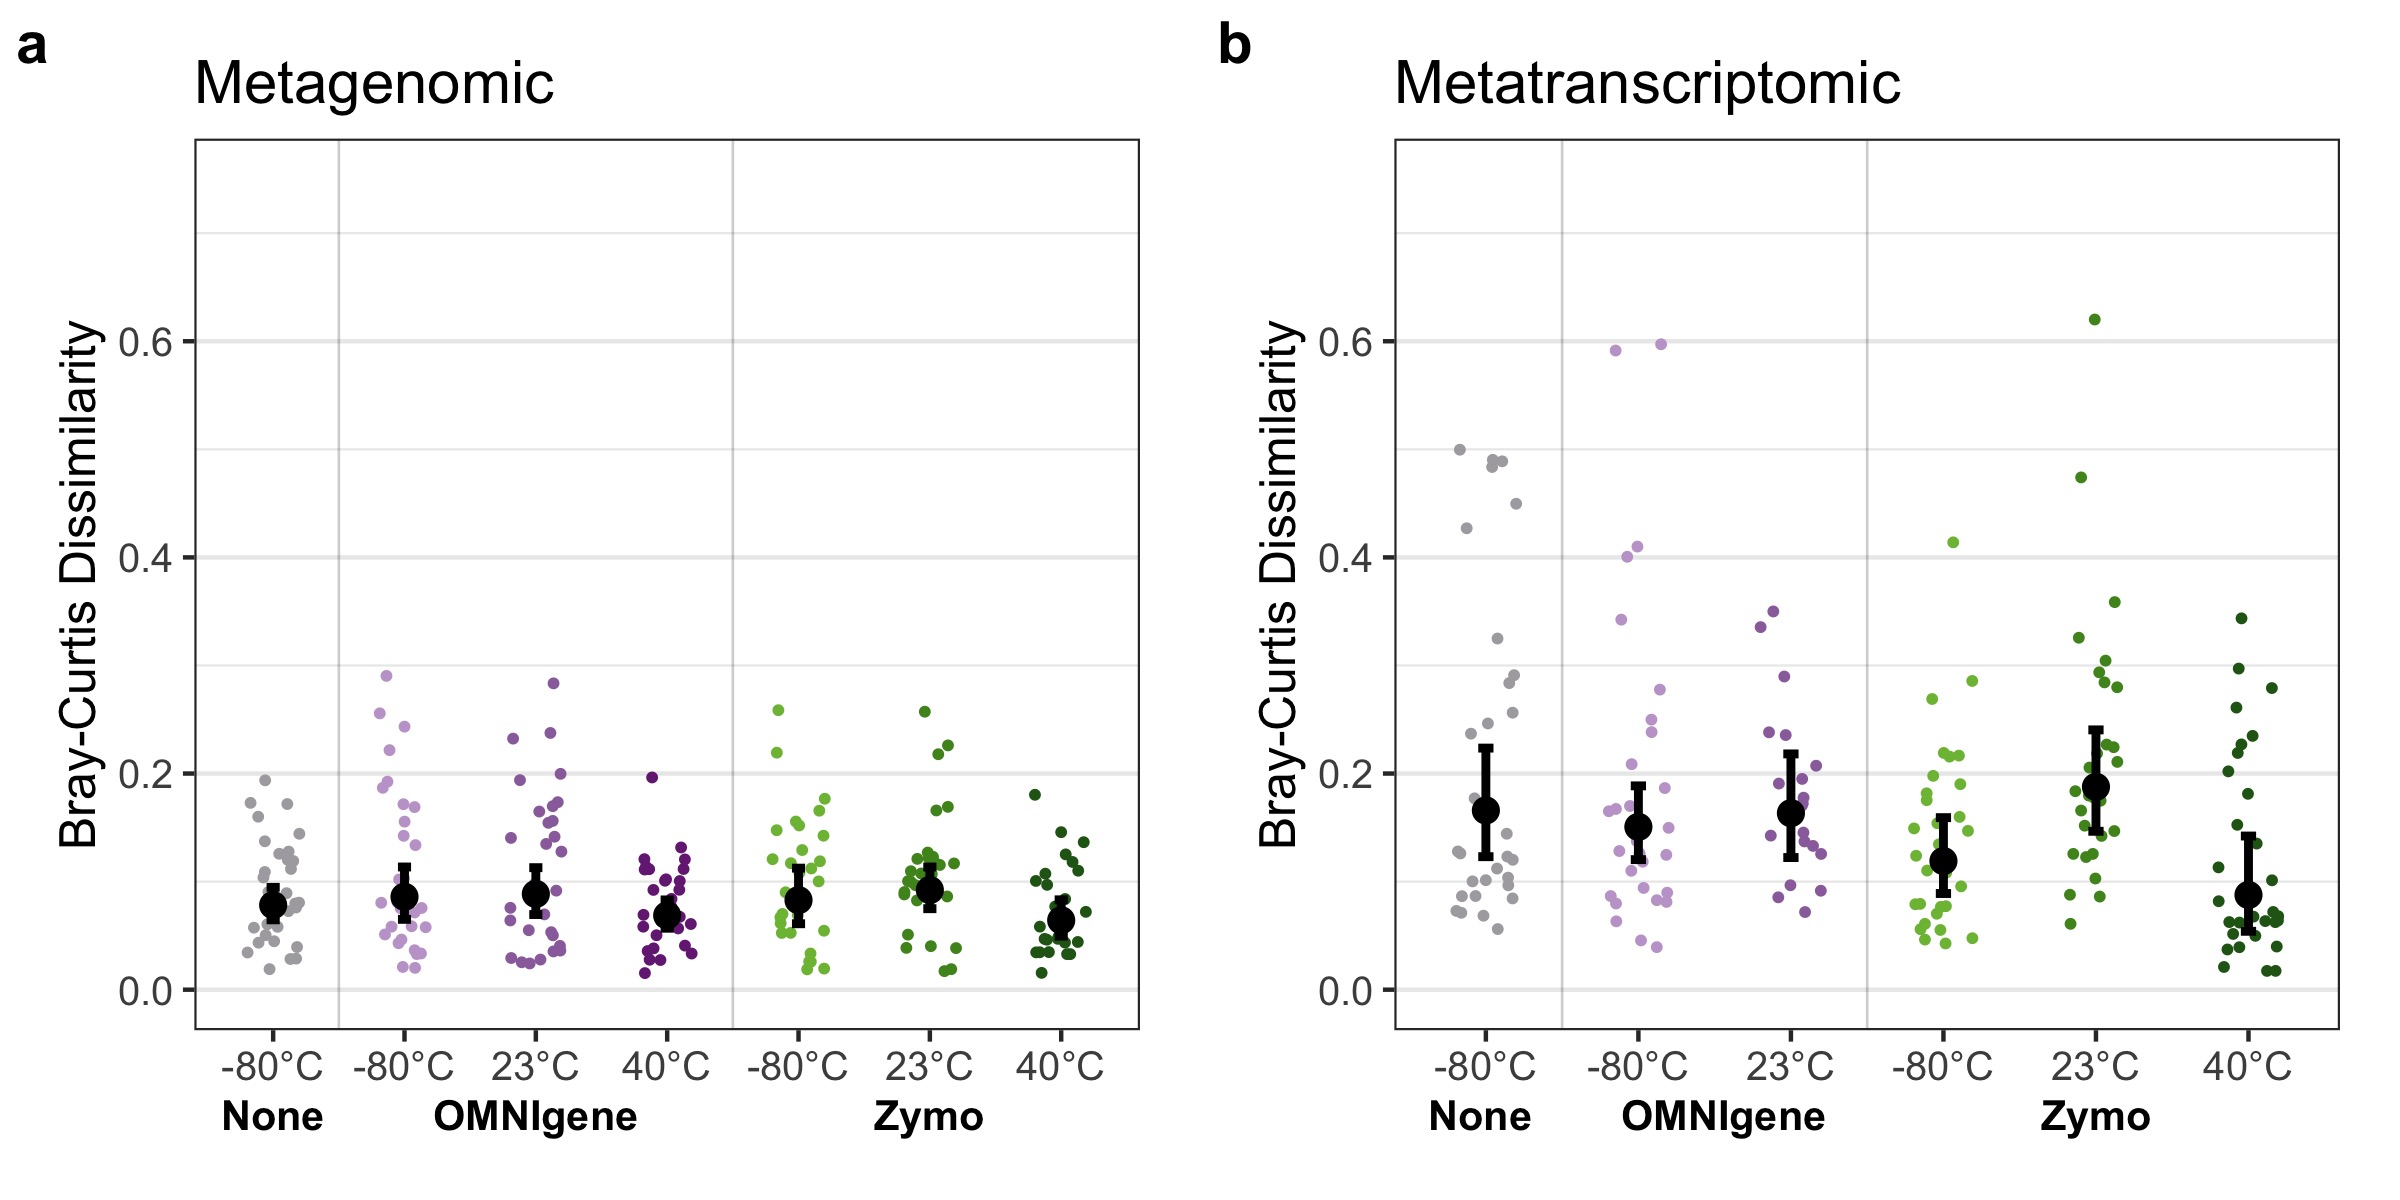 a
Metagenomic
Bray-Curtis Dissimilarity
0.6
0.4
0.2
0.0
-80°C -80°C 23°C 40°C -80°C 23°C 40°C
None OMNIgene Zymo
b
Metatranscriptomic
Bray-Curtis Dissimilarity
0.6
0.4
0.2
0.0
-80°C -80°C 23°C -80°C 23°C 40°C
None OMNIgene Zymo